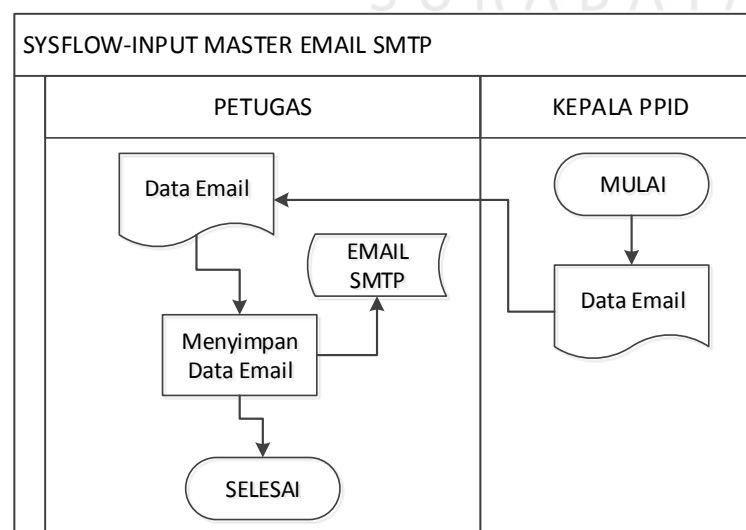 SURABAYA
SYSFLOW-INPUT MASTER EMAIL SMTP
PETUGAS
KEPALA PPID
Data Email
MULAI
EMAIL
SMTP
Data Email
Menyimpan
Data Email
SELESAI